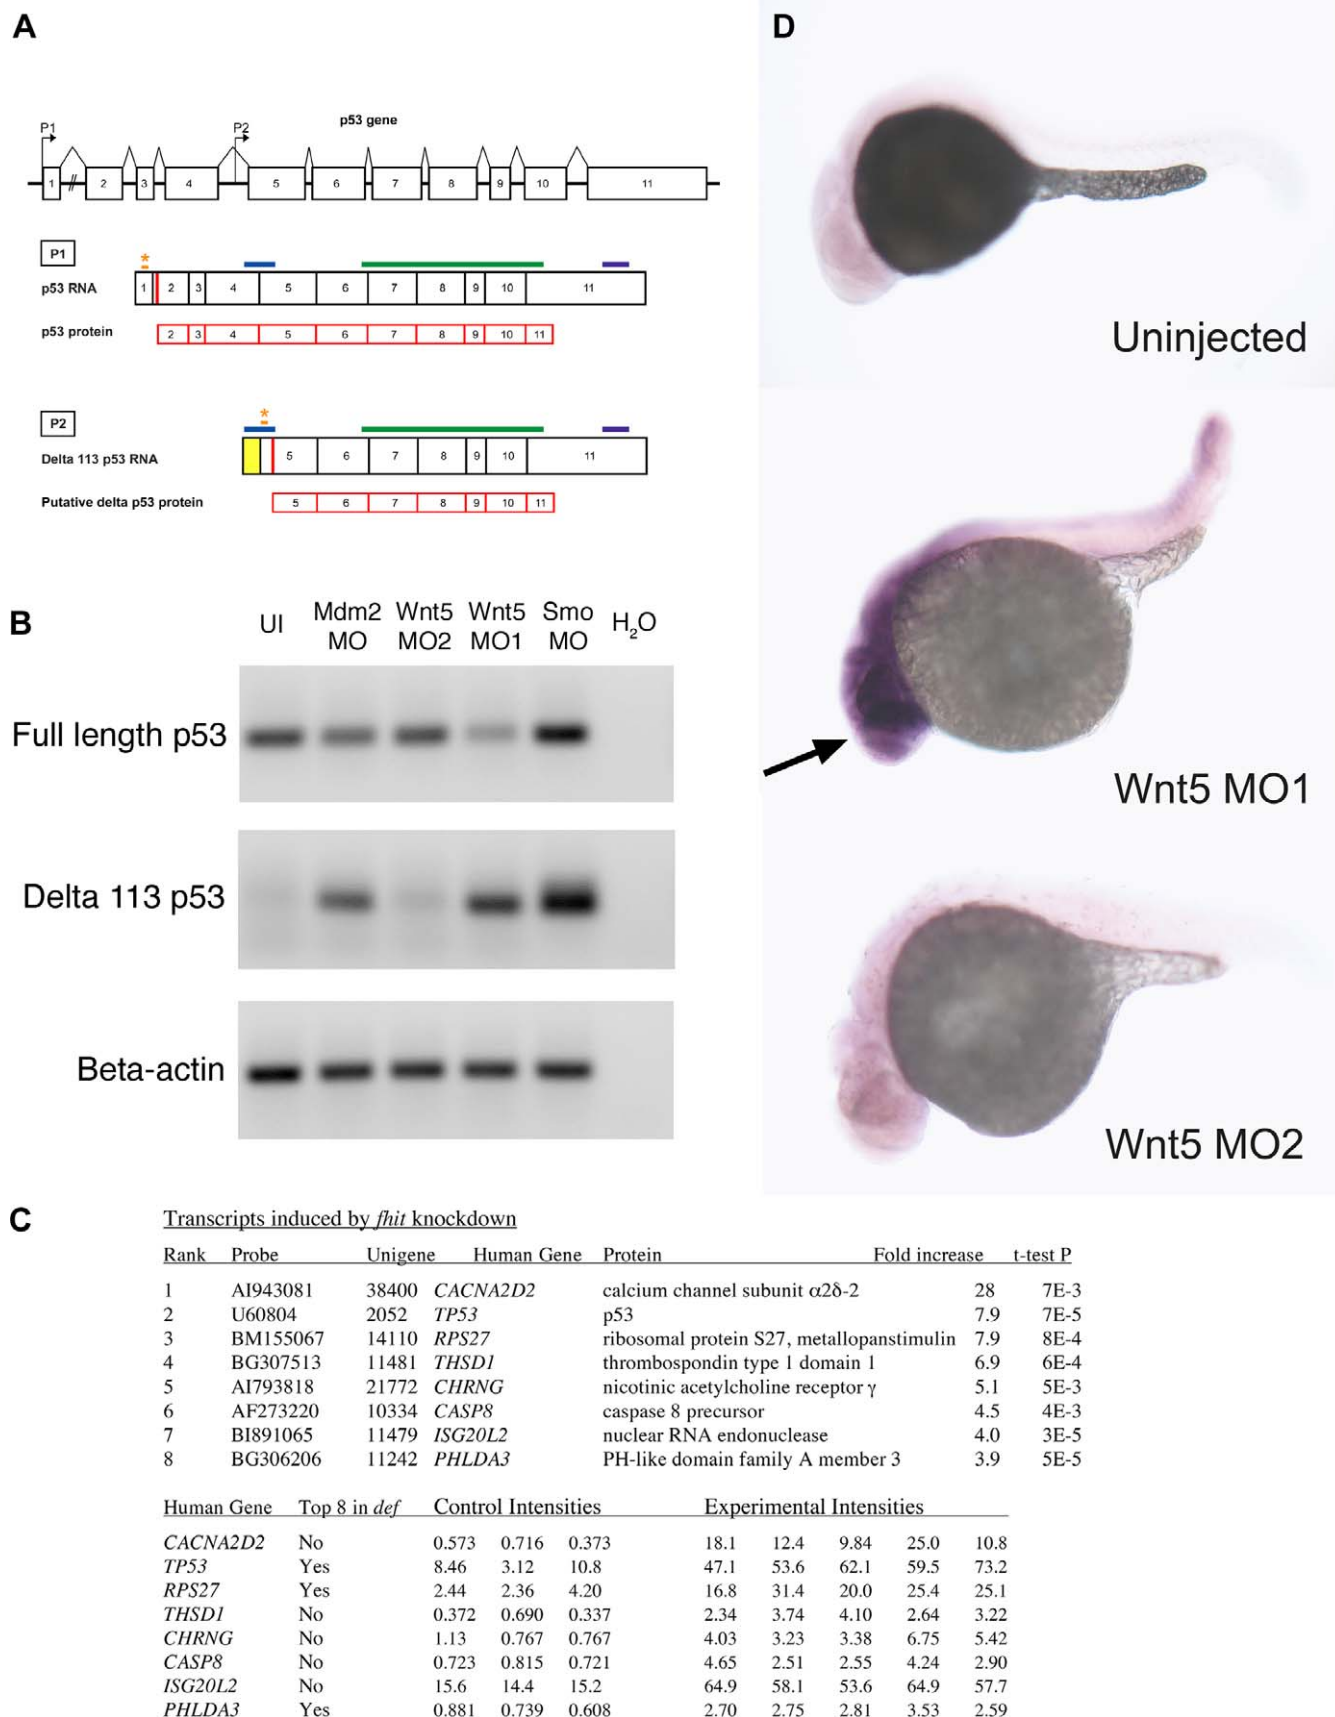 A
D
p53 gene
P1
P2
1 // 2 3 4 5 6 7 8 9 10 11
P1
*
p53 RNA
1 2 3 4 5 6 7 8 9 10 11
p53 protein
2 3 4 5 6 7 8 9 10 11
P2
*
Delta 113 p53 RNA
5 6 7 8 9 10 11
Putative delta p53 protein
5 6 7 8 9 10 11
Uninjected
Wnt5 MO1
Wnt5 MO2
B
UI Mdm2 MO Wnt5 MO2 Wnt5 MO1 Smo MO H2O
Full length p53
Delta 113 p53
Beta-actin
C
Transcripts induced by fhit knockdown
Rank Probe Unigene Human Gene Protein Fold increase t-test P
1 AI943081 38400 CACNA2D2 calcium channel subunit α2δ-2 28 7E-3
2 U60804 2052 TP53 p53 7.9 7E-5
3 BM155067 14110 RPS27 ribosomal protein S27, metallopanstimulin 7.9 8E-4
4 BG307513 11481 THSD1 thrombospondin type 1 domain 1 6.9 6E-4
5 AI793818 21772 CHRNG nicotinic acetylcholine receptor γ 5.1 5E-3
6 AF273220 10334 CASP8 caspase 8 precursor 4.5 4E-3
7 BI891065 11479 ISG20L2 nuclear RNA endonuclease 4.0 3E-5
8 BG306206 11242 PHLDA3 PH-like domain family A member 3 3.9 5E-5
Human Gene Top 8 in def Control Intensities Experimental Intensities
CACNA2D2 No 0.573 0.716 0.373 18.1 12.4 9.84 25.0 10.8
TP53 Yes 8.46 3.12 10.8 47.1 53.6 62.1 59.5 73.2
RPS27 Yes 2.44 2.36 4.20 16.8 31.4 20.0 25.4 25.1
THSD1 No 0.372 0.690 0.337 2.34 3.74 4.10 2.64 3.22
CHRNG No 1.13 0.767 0.767 4.03 3.23 3.38 6.75 5.42
CASP8 No 0.723 0.815 0.721 4.65 2.51 2.55 4.24 2.90
ISG20L2 No 15.6 14.4 15.2 64.9 58.1 53.6 64.9 57.7
PHLDA3 Yes 0.881 0.739 0.608 2.70 2.75 2.81 3.53 2.59